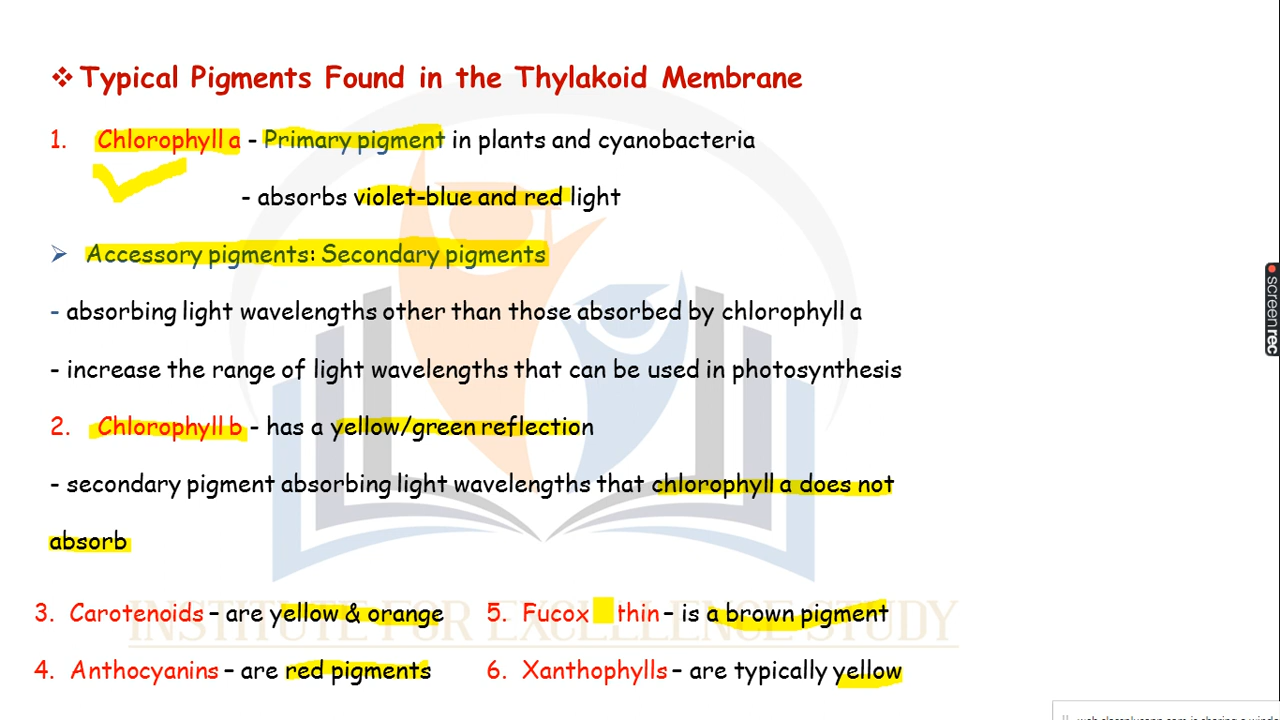 ❖ Typical Pigments Found in the Thylakoid Membrane
1. Chlorophyll a - Primary pigment in plants and cyanobacteria
- absorbs violet-blue and red light
➢ Accessory pigments: Secondary pigments
- absorbing light wavelengths other than those absorbed by chlorophyll a
- increase the range of light wavelengths that can be used in photosynthesis
2. Chlorophyll b - has a yellow/green reflection
- secondary pigment absorbing light wavelengths that chlorophyll a does not
absorb
3. Carotenoids – are yellow & orange
4. Anthocyanins – are red pigments
5. Fucox thin – is a brown pigment
6. Xanthophylls – are typically yellow
INSTITUTE FOR EXCELLENCE STUDY
screenrec